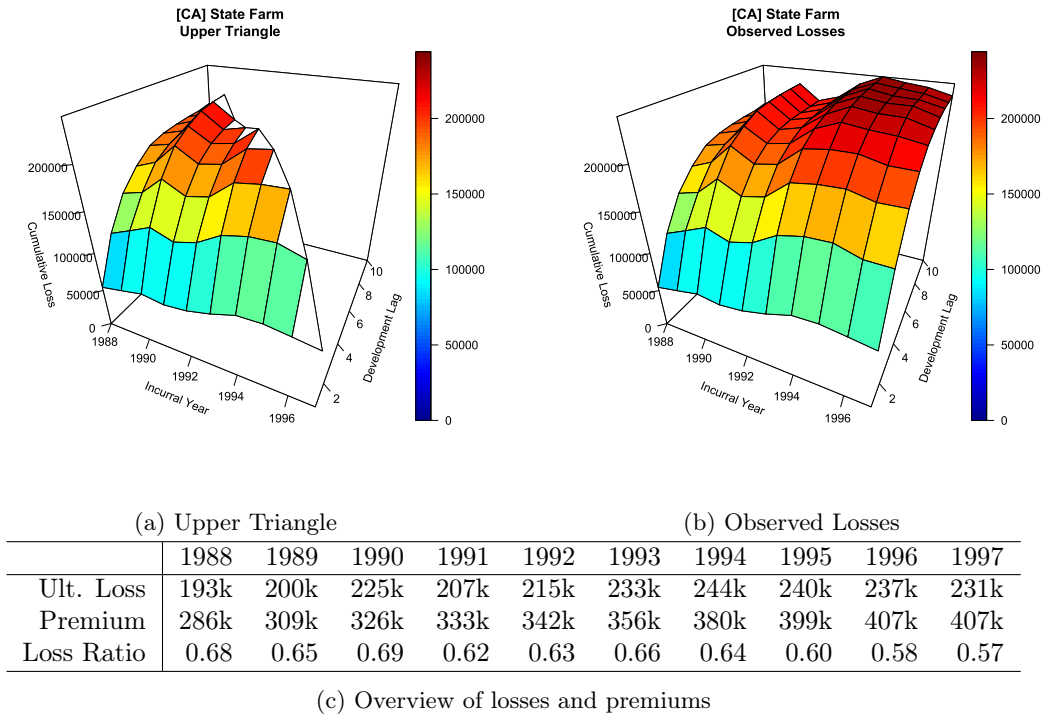 [CA] State Farm
Upper Triangle
200000
150000
100000
50000
0
Cumulative Loss
1988
1990
1992
1994
1996
Incurral Year
2
4
6
8
10
Development Lag
200000
150000
100000
50000
0
[CA] State Farm
Observed Losses
200000
150000
100000
50000
0
Cumulative Loss
1988
1990
1992
1994
1996
Incurral Year
2
4
6
8
10
Development Lag
200000
150000
100000
50000
0
(a) Upper Triangle
(b) Observed Losses
1988 1989 1990 1991 1992 1993 1994 1995 1996 1997
Ult. Loss 193k 200k 225k 207k 215k 233k 244k 240k 237k 231k
Premium 286k 309k 326k 333k 342k 356k 380k 399k 407k 407k
Loss Ratio 0.68 0.65 0.69 0.62 0.63 0.66 0.64 0.60 0.58 0.57
(c) Overview of losses and premiums